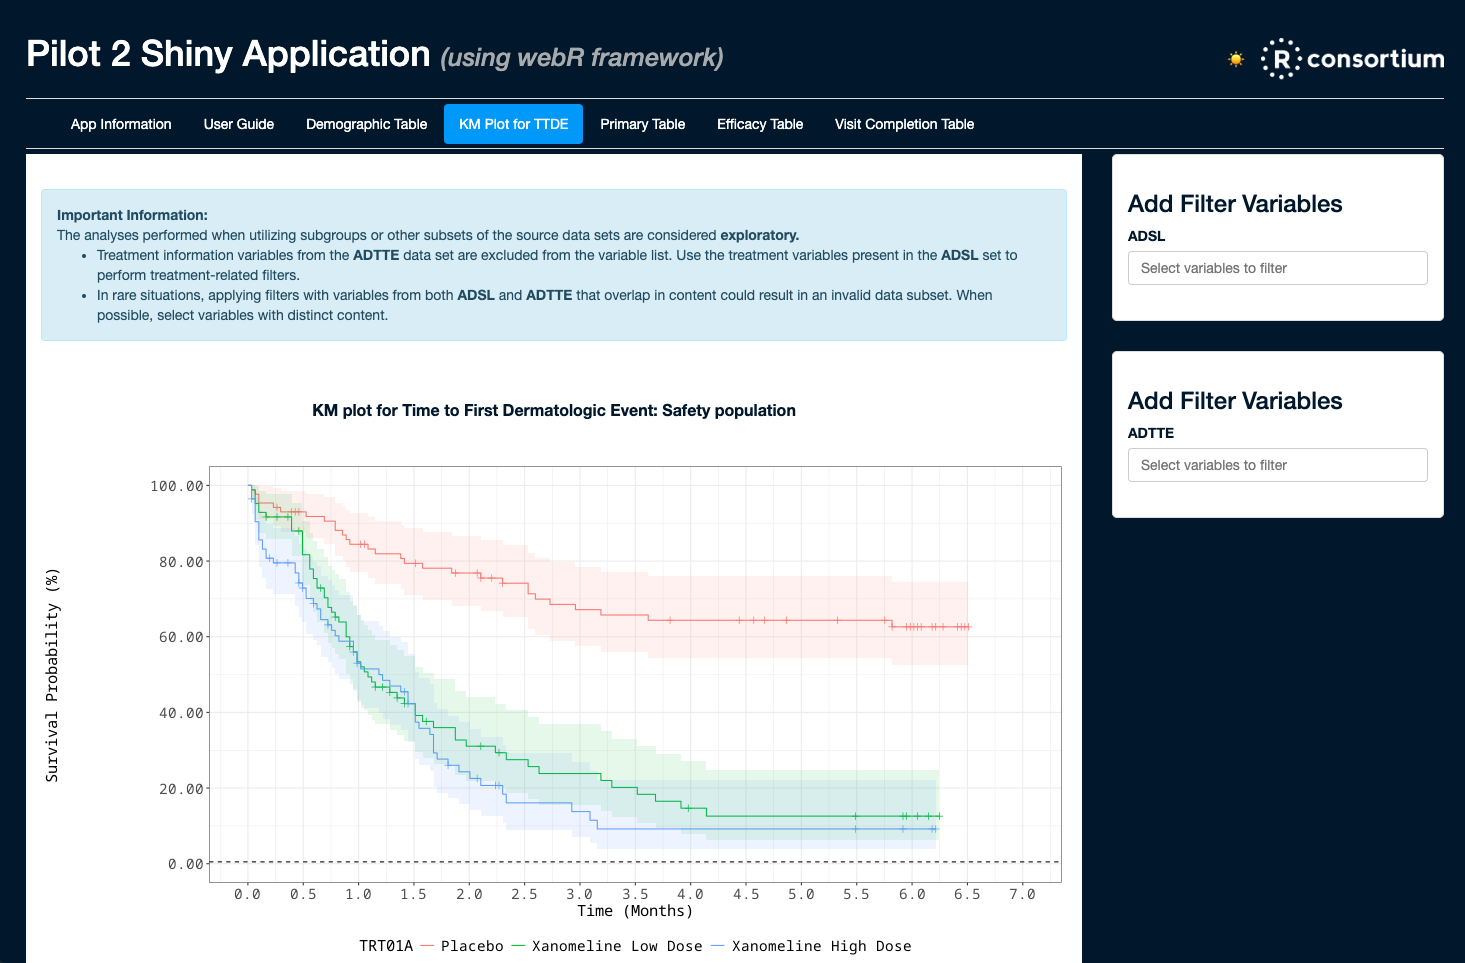 Pilot 2 Shiny Application (using webR framework)
R consortium
App Information
User Guide
Demographic Table
KM Plot for TTDE
Primary Table
Efficacy Table
Visit Completion Table
Important Information:
The analyses performed when utilizing subgroups or other subsets of the source data sets are considered exploratory.
• Treatment information variables from the ADTTE data set are excluded from the variable list. Use the treatment variables present in the ADSL set to
perform treatment-related filters.
• In rare situations, applying filters with variables from both ADSL and ADTTE that overlap in content could result in an invalid data subset. When
possible, select variables with distinct content.
Add Filter Variables
ADSL
Select variables to filter
Add Filter Variables
ADTTE
Select variables to filter
KM plot for Time to First Dermatologic Event: Safety population
Survival Probability (%)
100.00
80.00
60.00
40.00
20.00
0.00
0.0 0.5 1.0 1.5 2.0 2.5 3.0 3.5 4.0 4.5 5.0 5.5 6.0 6.5 7.0
Time (Months)
TRT01A Placebo Xanomeline Low Dose Xanomeline High Dose